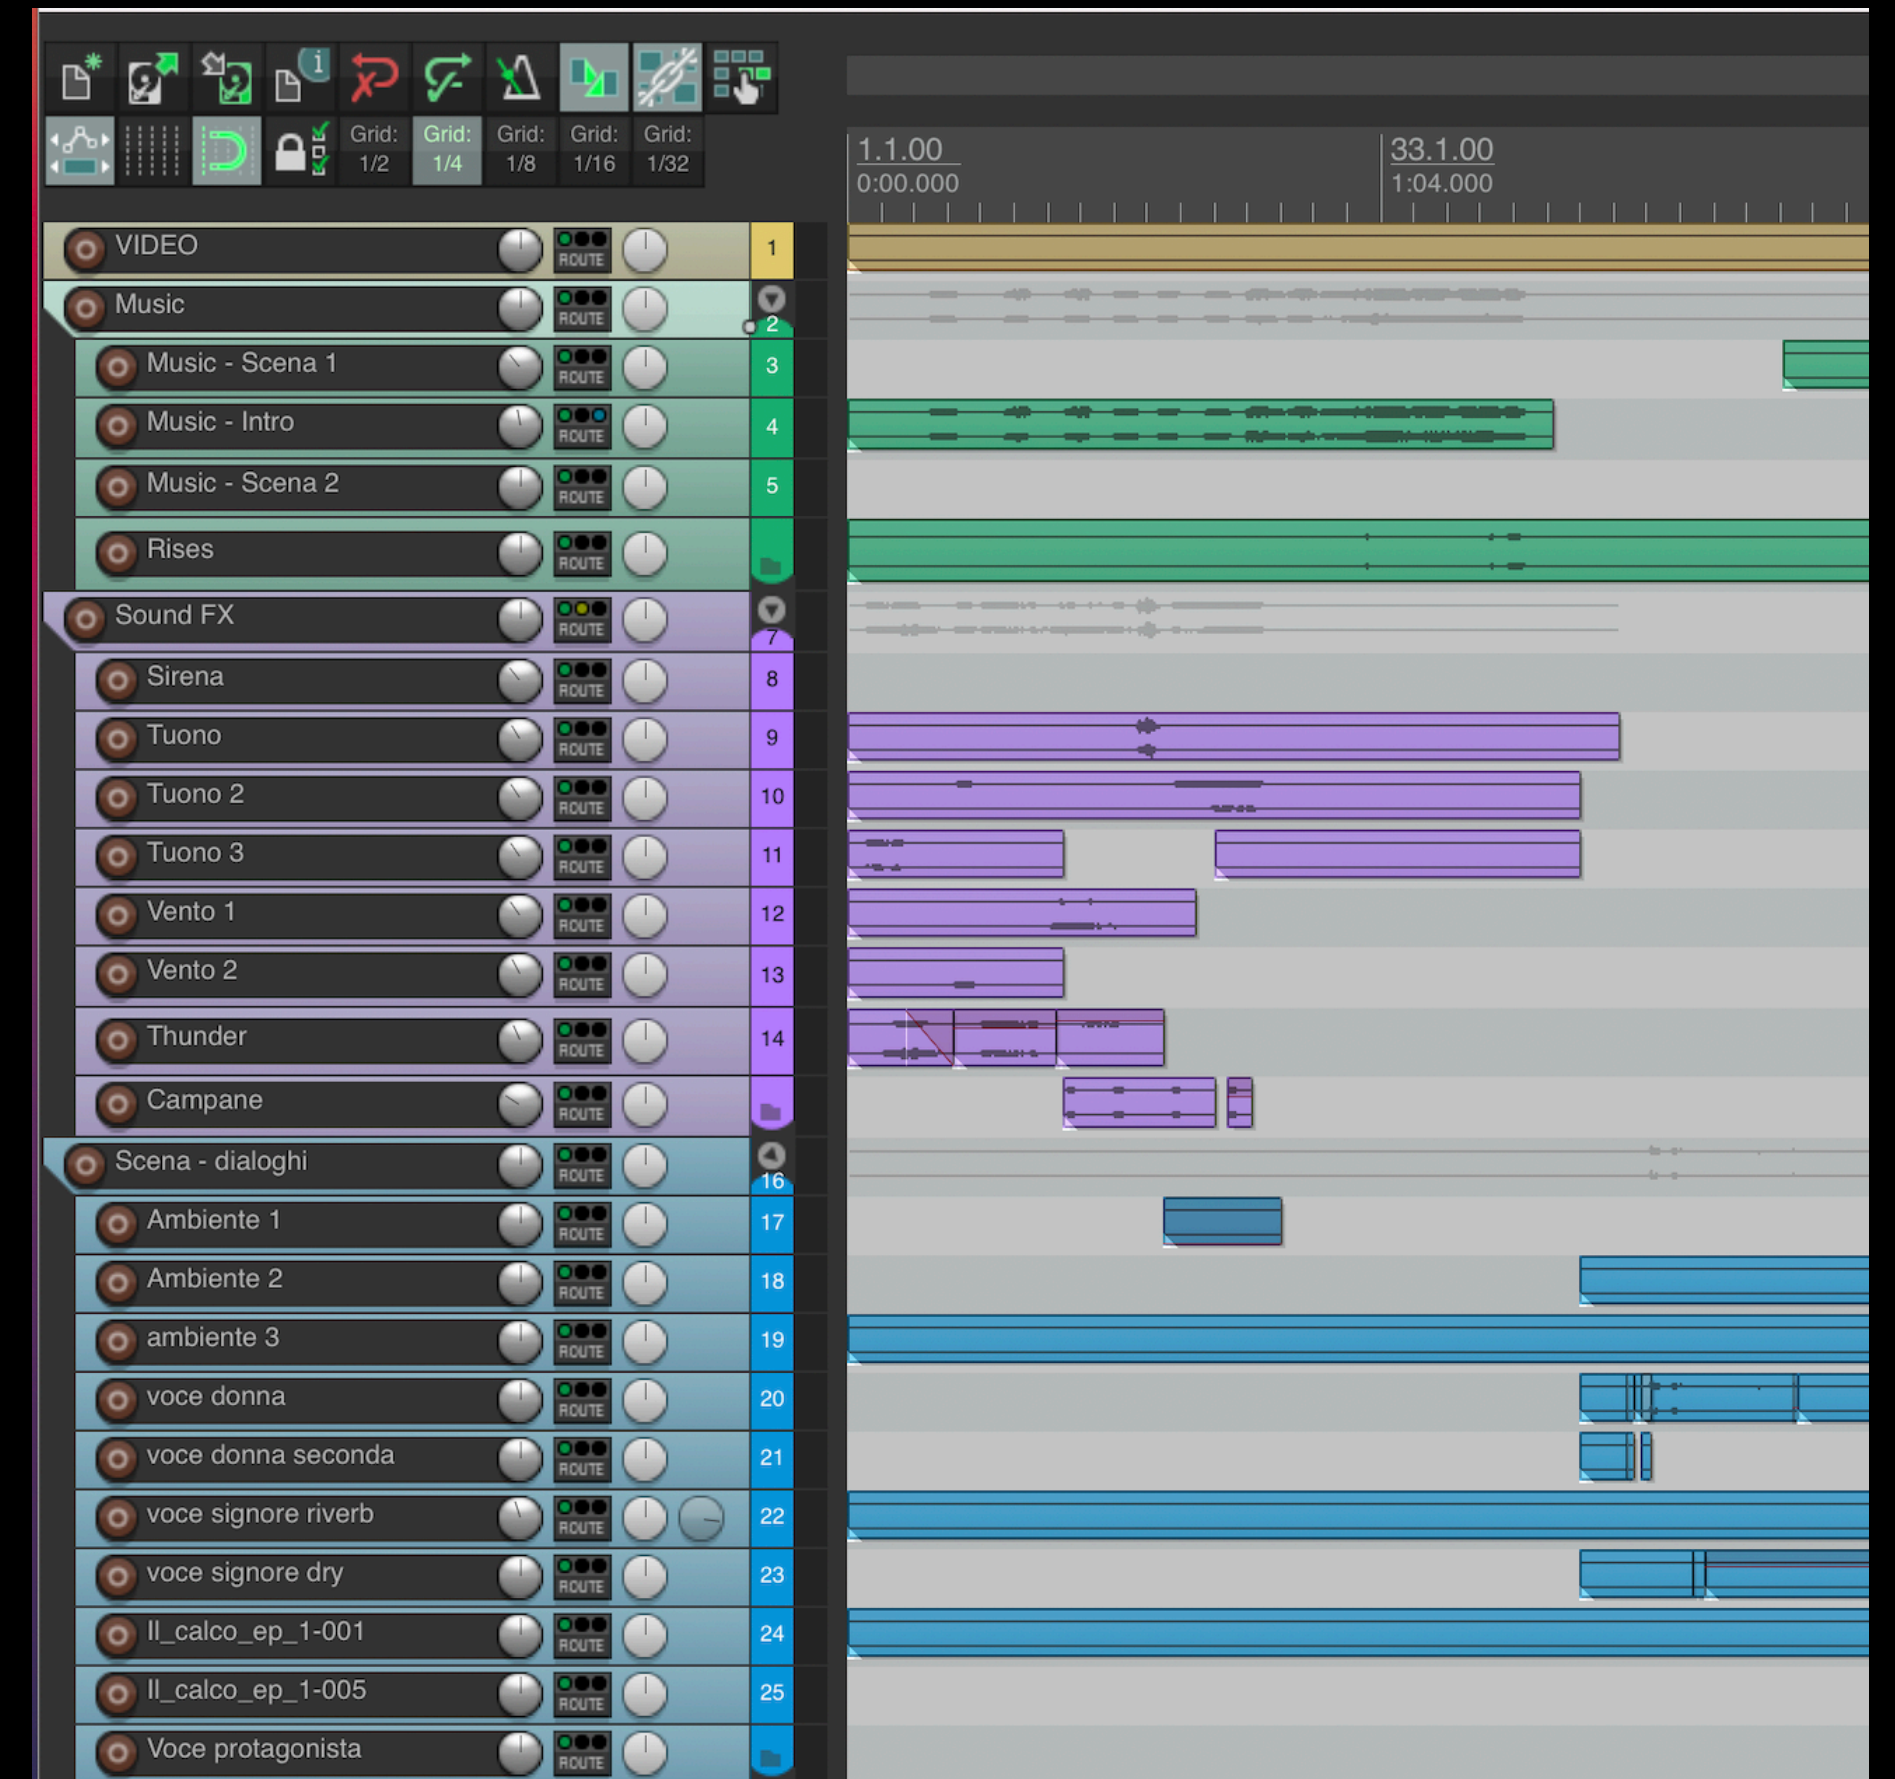 i
Grid: Grid: Grid: Grid: Grid:
1/2 1/4 1/8 1/16 1/32
1.1.00 33.1.00
0:00.000 1:04.000
VIDEO ROUTE 1
Music ROUTE 2
Music - Scena 1 ROUTE 3
Music - Intro ROUTE 4
Music - Scena 2 ROUTE 5
Rises ROUTE
Sound FX ROUTE 7
Sirena ROUTE 8
Tuono ROUTE 9
Tuono 2 ROUTE 10
Tuono 3 ROUTE 11
Vento 1 ROUTE 12
Vento 2 ROUTE 13
Thunder ROUTE 14
Campane ROUTE
Scena - dialoghi ROUTE 16
Ambiente 1 ROUTE 17
Ambiente 2 ROUTE 18
ambiente 3 ROUTE 19
voce donna ROUTE 20
voce donna seconda ROUTE 21
voce signore riverb ROUTE 22
voce signore dry ROUTE 23
Il_calco_ep_1-001 ROUTE 24
Il_calco_ep_1-005 ROUTE 25
Voce protagonista ROUTE